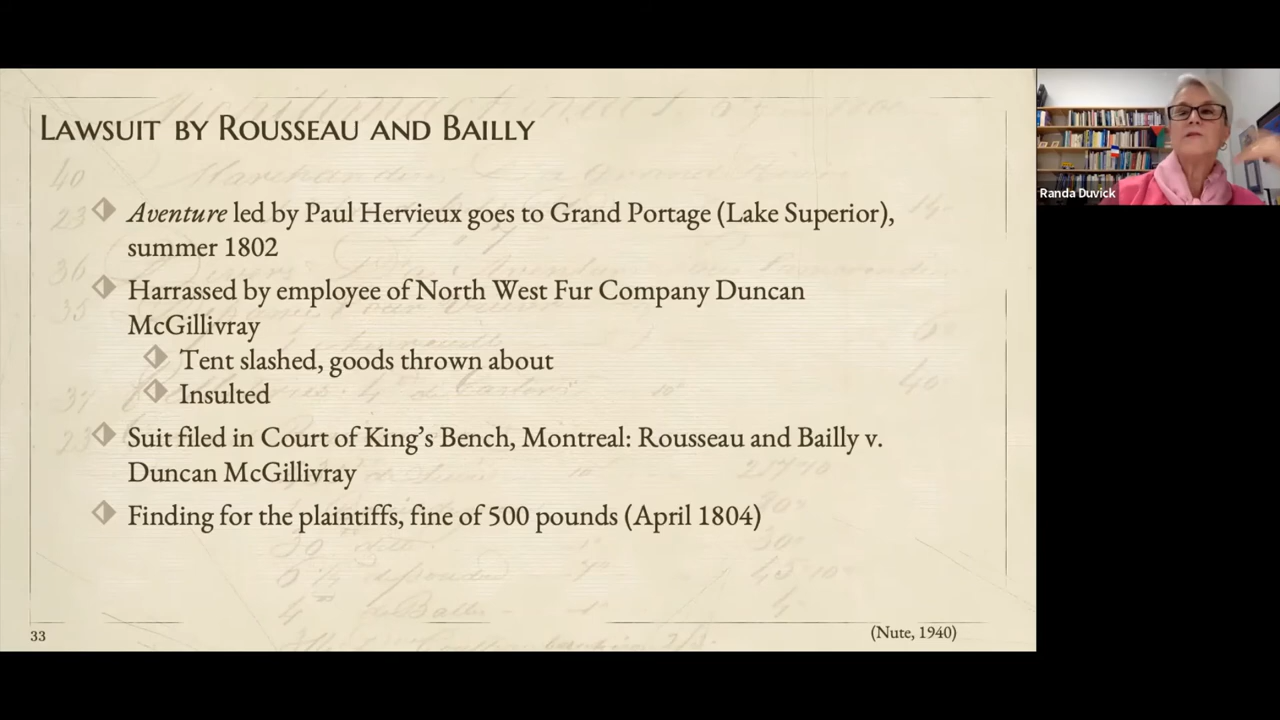 Lawsuit by Rousseau and Bailly
Aventure led by Paul Hervieux goes to Grand Portage (Lake Superior),
summer 1802
Harrassed by employee of North West Fur Company Duncan
McGillivray
Tent slashed, goods thrown about
Insulted
Suit filed in Court of King’s Bench, Montreal: Rousseau and Bailly v.
Duncan McGillivray
Finding for the plaintiffs, fine of 500 pounds (April 1804)
33
(Nute, 1940)
Randa Duvick